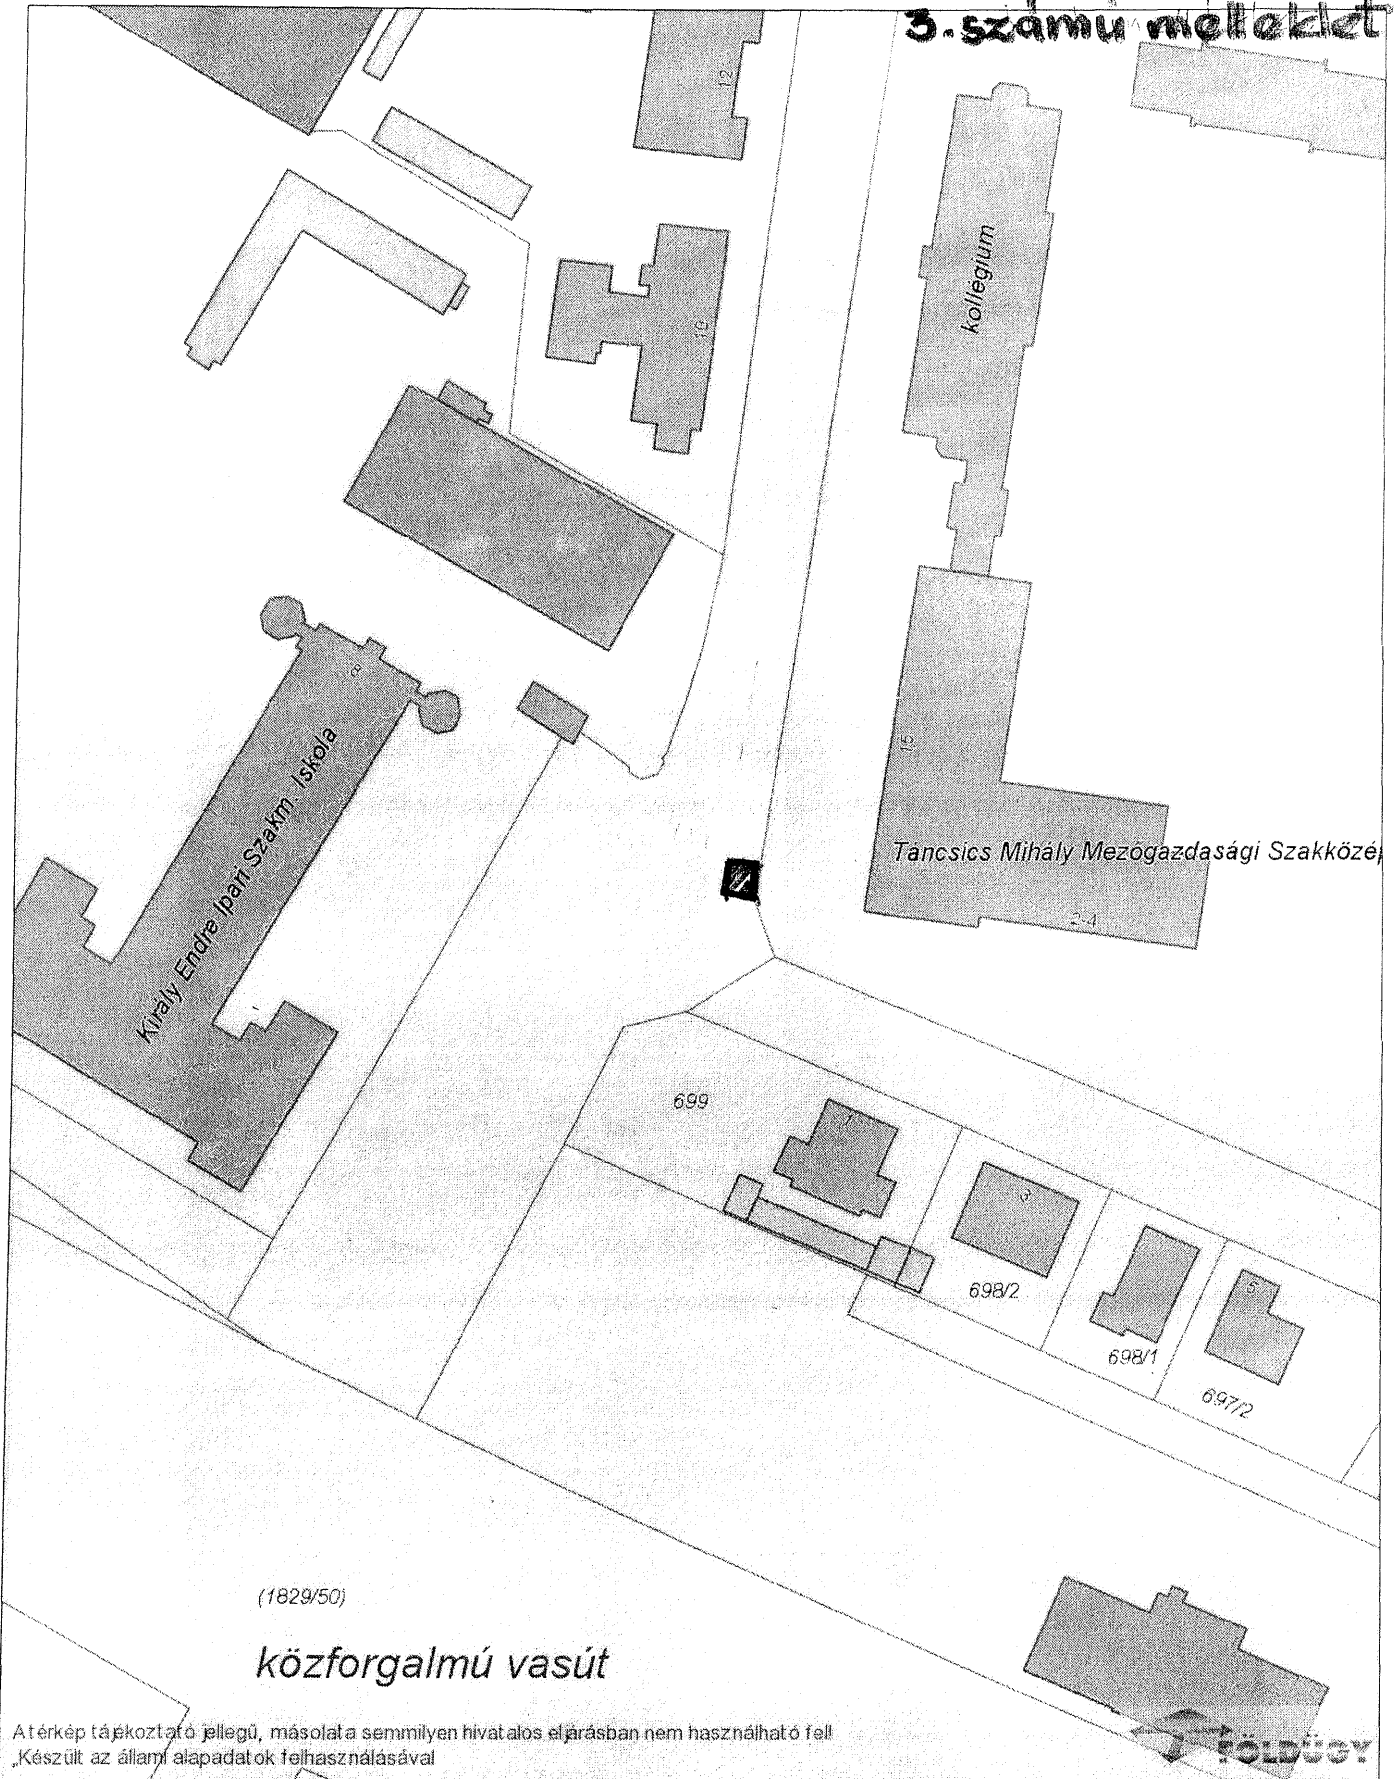 3. számú melléklet
12
kollégium
10
8
Király Endre Ipari Szakm. Iskola
15
Táncsics Mihály Mezőgazdasági Szakközép
2-4
699
1
3
698/2
698/1
5
697/2
(1829/50)
közforgalmú vasút
A térkép tájékoztató jellegű, másolata semmilyen hivatalos eljárásban nem használható fel!
„Készült az állami alapadatok felhasználásával
FÖLDÜGY